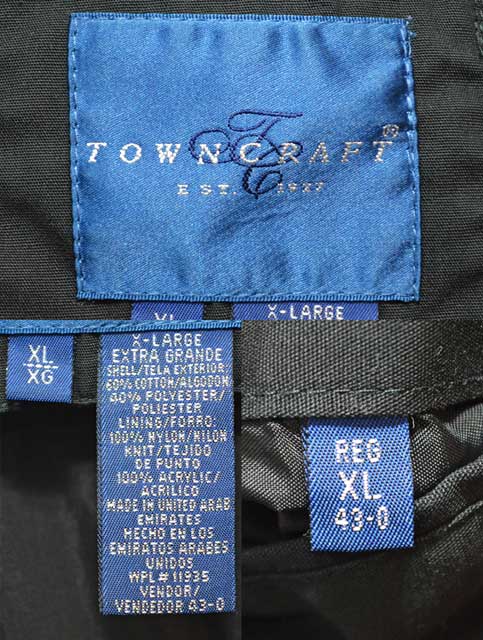 TOWNCRAFT®
EST. 1927
XL
X-LARGE
XL
XG
X-LARGE
EXTRA GRANDE
SHELL/TELA EXTERIOR:
60% COTTON/ALGODON
40% POLYESTER/
POLIESTER
LINING/FORRO:
100% NYLON/NILON
KNIT/TEJIDO
DE PUNTO
100% ACRYLIC/
ACRILICO
MADE IN UNITED ARAB
EMIRATES
HECHO EN LOS
EMIRATOS ARABES
UNIDOS
WPL# 11935
VENDOR/
VENDEDOR 43-0
REG
XL
43-0